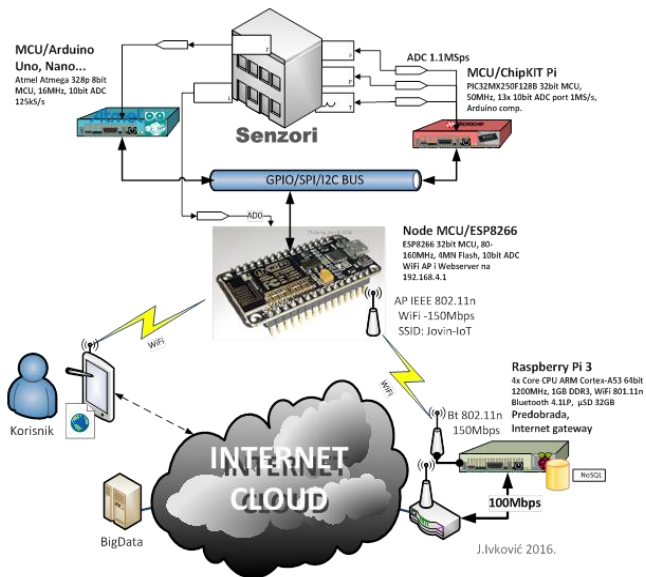 MCU/Arduino
Uno, Nano...
Atmel Atmega 328p 8bit
MCU, 16MHz, 10bit ADC
125kS/s
Atmel
Senzori
ADC 1.1MSps
MCU/ChipKIT Pi
PIC32MX250F128B 32bit MCU,
50MHz, 13x 10bit ADC port 1MS/s,
Arduino comp.
MICROCHIP
GPIO/SPI/I2C BUS
AD0
Node MCU/ESP8266
ESP8266 32bit MCU, 80-
160MHz, 4MN Flash, 10bit ADC
WiFi AP i Webserver na
192.168.4.1
AP IEEE 802.11n
WiFi -150Mbps
SSID: Jovin-IoT
WiFi
WiFi
Korisnik
Raspberry Pi 3
4x Core CPU ARM Cortex-A53 64bit
1200MHz, 1GB DDR3, WiFi 801.11n
Bluetooth 4.1LP, μSD 32GB
Predobrada,
Internet gateway
Bt 802.11n
150Mbps
NoSQL
INTERNET
CLOUD
100Mbps
BigData
J.Ivković 2016.